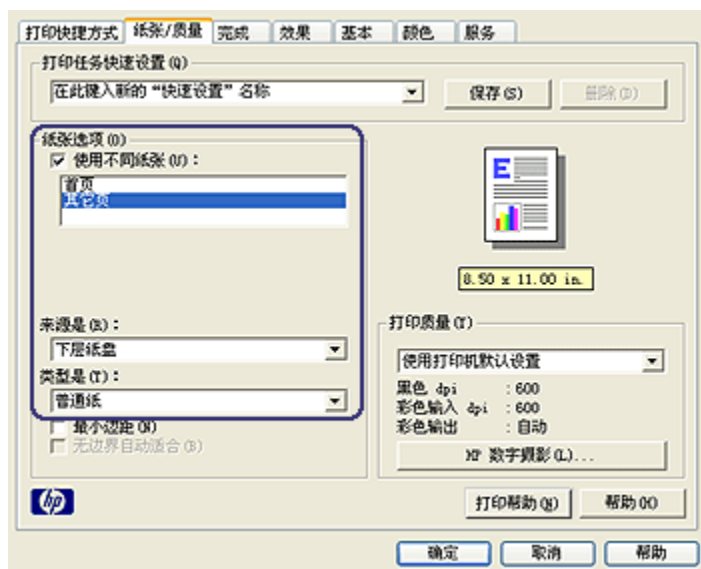 打印快捷方式 纸张/质量 完成 效果 基本 颜色 服务
打印任务快速设置(Q)
在此键入新的“快速设置”名称 保存(S) 删除(D)
纸张选项(O)
使用不同纸张(U):
首页
其它页
E
8.50 x 11.00 in.
来源是(R):
下层纸盘
类型是(T):
普通纸
最小边距(N)
无边界自动适合(B)
打印质量(Y)
使用打印机默认设置
黑色 dpi : 600
彩色输入 dpi : 600
彩色输出 : 自动
HP 数字摄影(L)...
hp
打印帮助 帮助
确定 取消 帮助